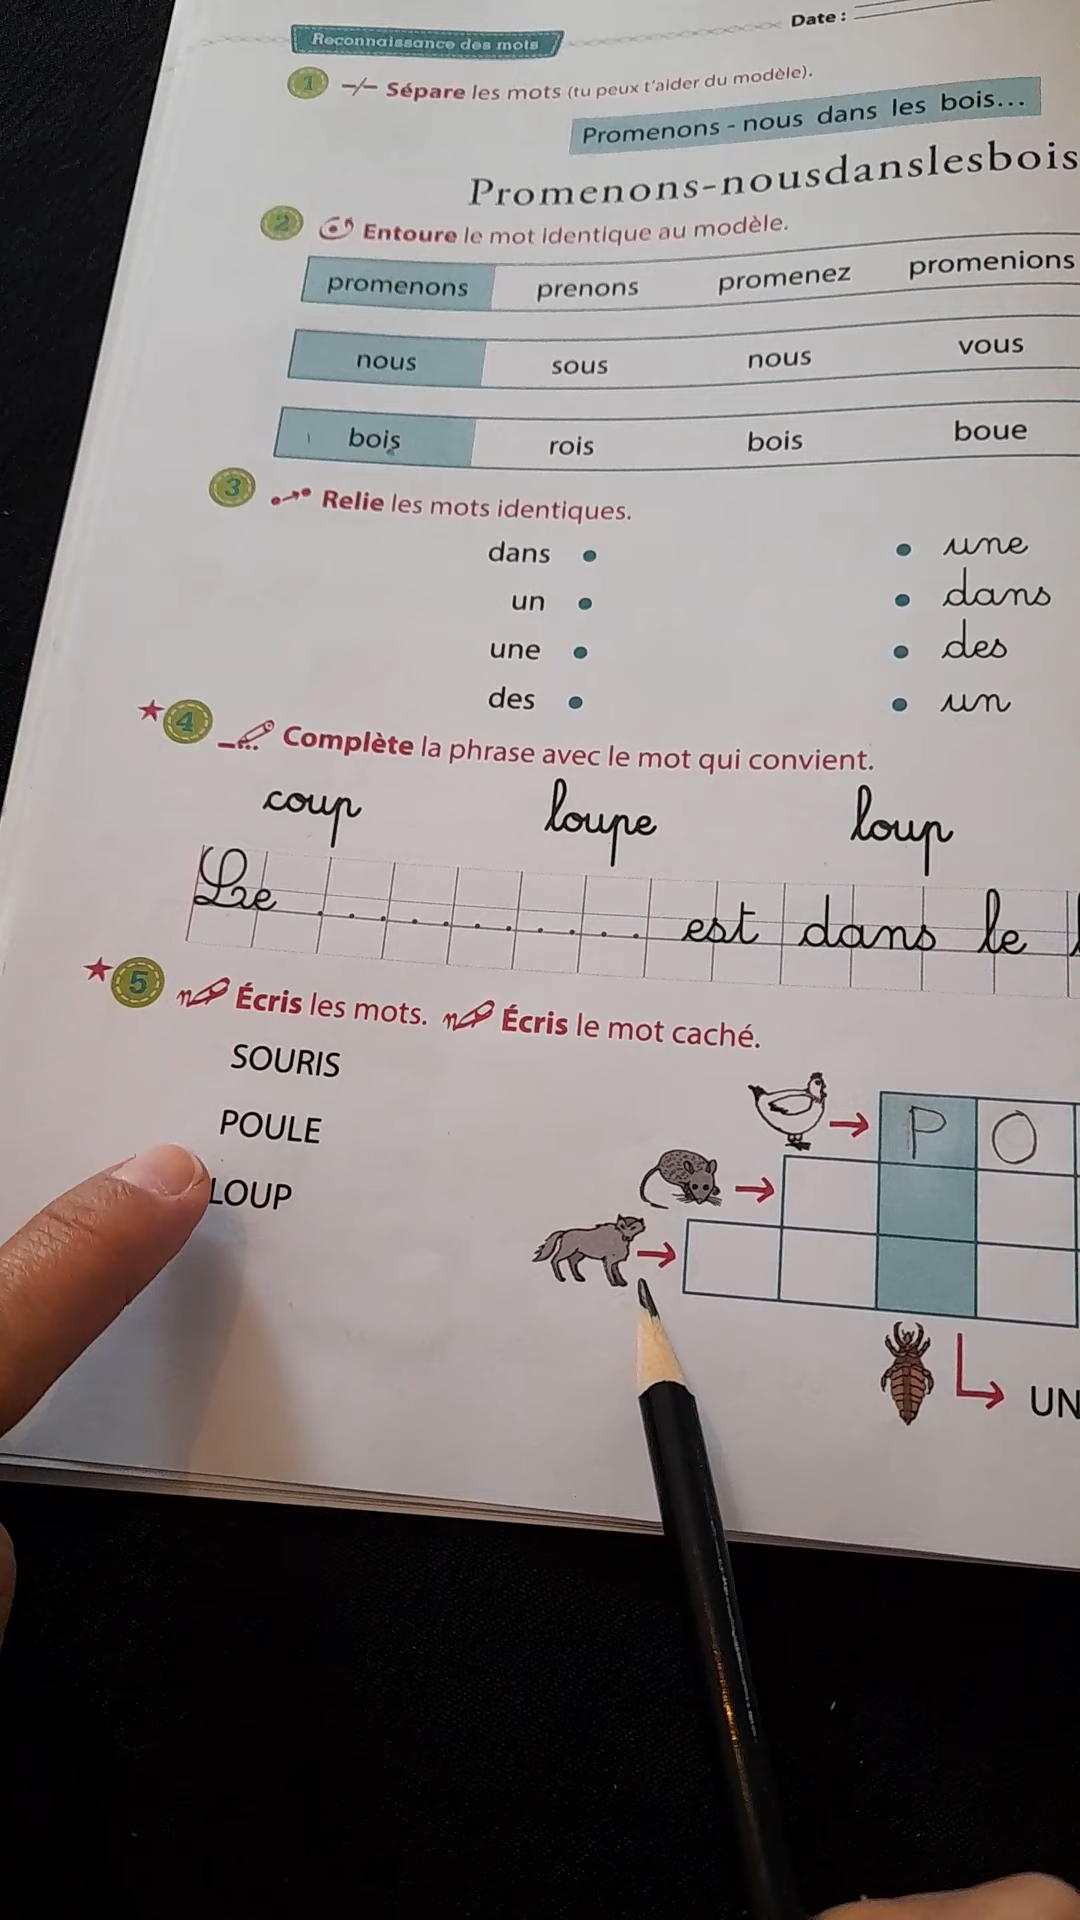 Date :
Reconnaissance des mots
1 Sépare les mots (tu peux t'aider du modèle).
Promenons - nous dans les bois...
Promenons-nousdanslesbois
2 Entoure le mot identique au modèle.
promenons prenons promenez promenions
nous sous nous vous
bois rois bois boue
3 Relie les mots identiques.
dans • • une
un • • dans
une • • des
des • • un
4 Complète la phrase avec le mot qui convient.
coup loupe loup
Le ........... est dans le
5 Écris les mots. Écris le mot caché.
SOURIS
POULE
LOUP
P O
UN